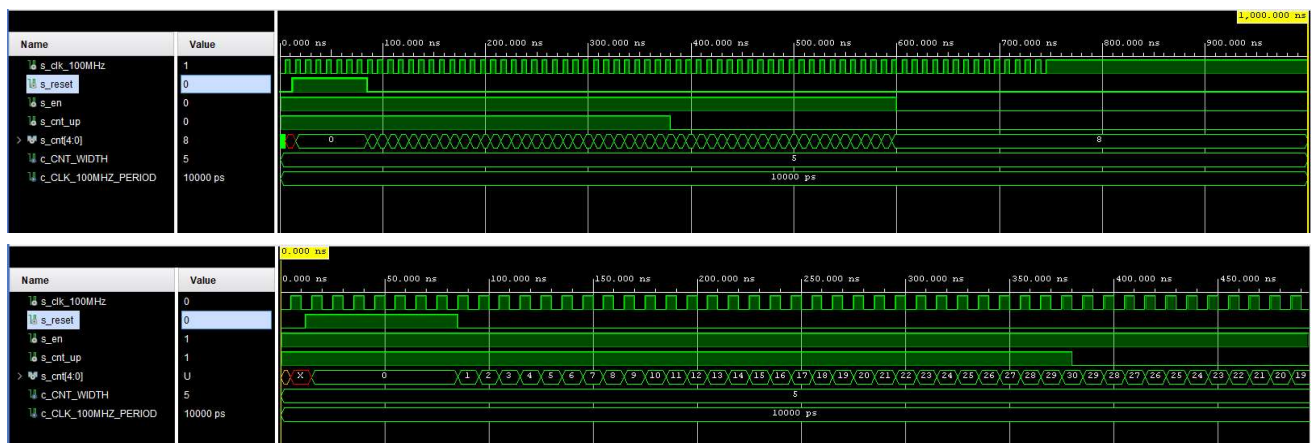 1,000.000 ns
Name Value 0.000 ns 100.000 ns 200.000 ns 300.000 ns 400.000 ns 500.000 ns 600.000 ns 700.000 ns 800.000 ns 900.000 ns
s_clk_100MHz 1
s_reset 0
s_en 0
s_cnt_up 0
> s_cnt[4:0] 8 0 8
c_CNT_WIDTH 5 5
c_CLK_100MHZ_PERIOD 10000 ps 10000 ps
0.000 ns
Name Value 0.000 ns 50.000 ns 100.000 ns 150.000 ns 200.000 ns 250.000 ns 300.000 ns 350.000 ns 400.000 ns 450.000 ns
s_clk_100MHz 0
s_reset 0
s_en 1
s_cnt_up 1
> s_cnt[4:0] U X 0 1 2 3 4 5 6 7 8 9 10 11 12 13 14 15 16 17 18 19 20 21 22 23 24 25 26 27 28 29 30 29 28 27 26 25 24 23 22 21 20 19
c_CNT_WIDTH 5 5
c_CLK_100MHZ_PERIOD 10000 ps 10000 ps